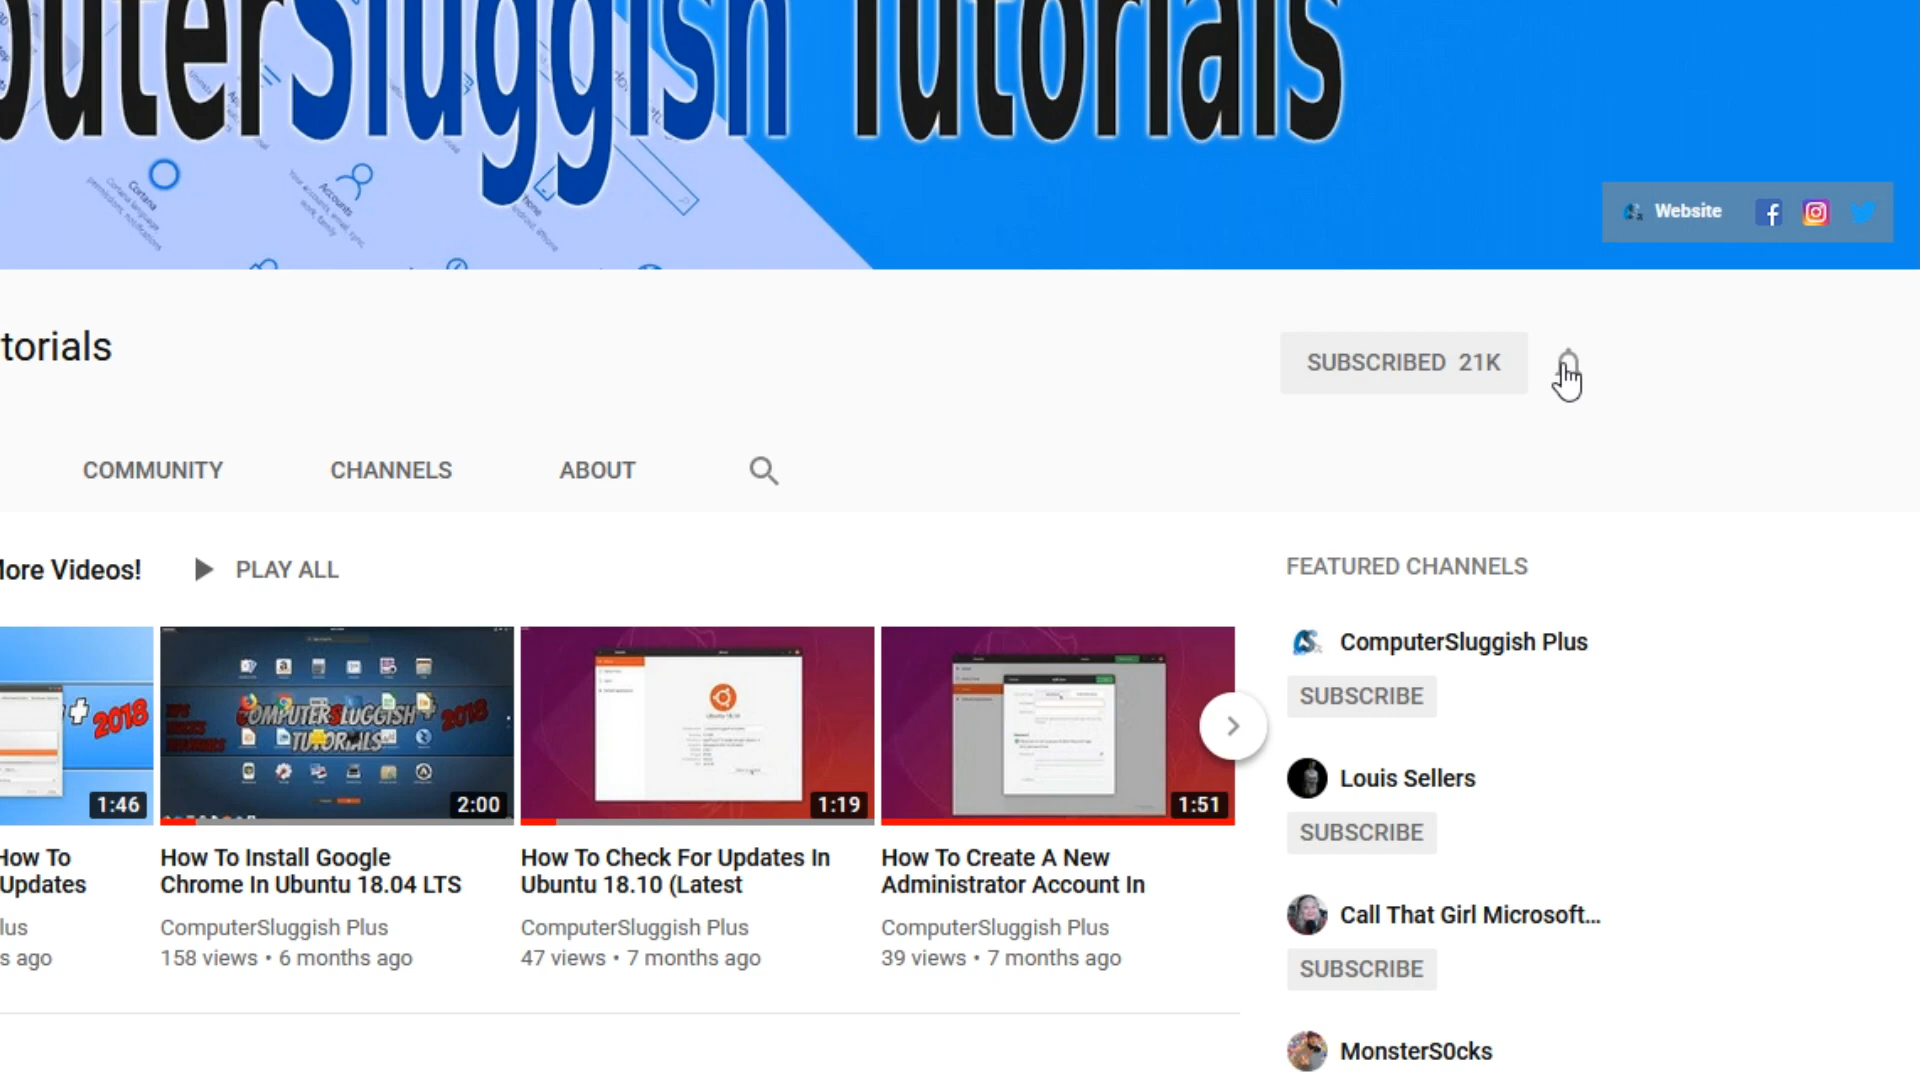 puterSluggish Tutorials
Cortana
Accounts
Website
torials
SUBSCRIBED 21K
COMMUNITY
CHANNELS
ABOUT
More Videos!
PLAY ALL
FEATURED CHANNELS
ComputerSluggish Plus
SUBSCRIBE
Louis Sellers
SUBSCRIBE
Call That Girl Microsoft...
SUBSCRIBE
MonsterS0cks
+ 2018
1:46
COMPUTERSLUGGISH + 2018
TUTORIALS
2:00
1:19
1:51
How To
Updates
lus
s ago
How To Install Google
Chrome In Ubuntu 18.04 LTS
ComputerSluggish Plus
158 views • 6 months ago
How To Check For Updates In
Ubuntu 18.10 (Latest
ComputerSluggish Plus
47 views • 7 months ago
How To Create A New
Administrator Account In
ComputerSluggish Plus
39 views • 7 months ago